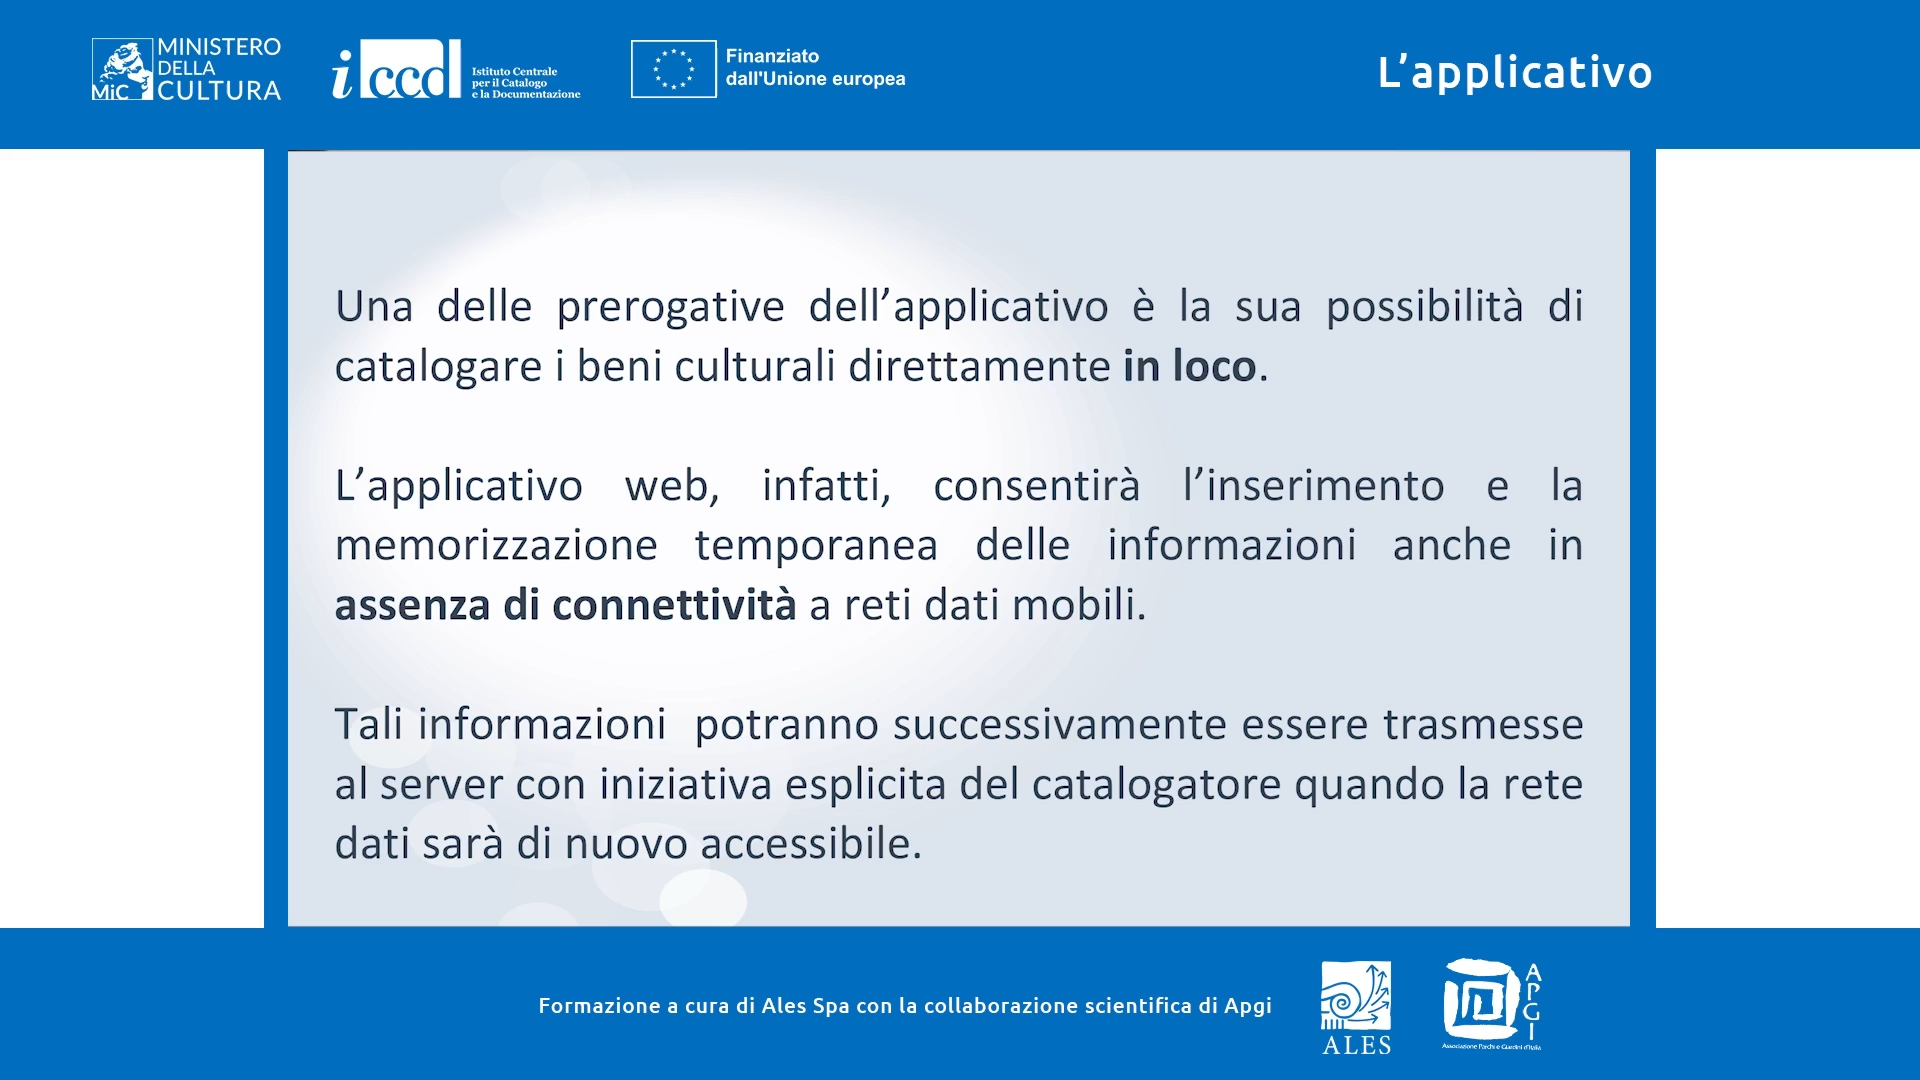 MiC MINISTERO
DELLA
CULTURA
iccd Istituto Centrale
per il Catalogo
e la Documentazione
Finanziato
dall'Unione europea
L’applicativo
Una delle prerogative dell’applicativo è la sua possibilità di
catalogare i beni culturali direttamente in loco.
L’applicativo web, infatti, consentirà l’inserimento e la
memorizzazione temporanea delle informazioni anche in
assenza di connettività a reti dati mobili.
Tali informazioni potranno successivamente essere trasmesse
al server con iniziativa esplicita del catalogatore quando la rete
dati sarà di nuovo accessibile.
Formazione a cura di Ales Spa con la collaborazione scientifica di Apgi
ALES
APGI
Associazione Parchi e Giardini d'Italia